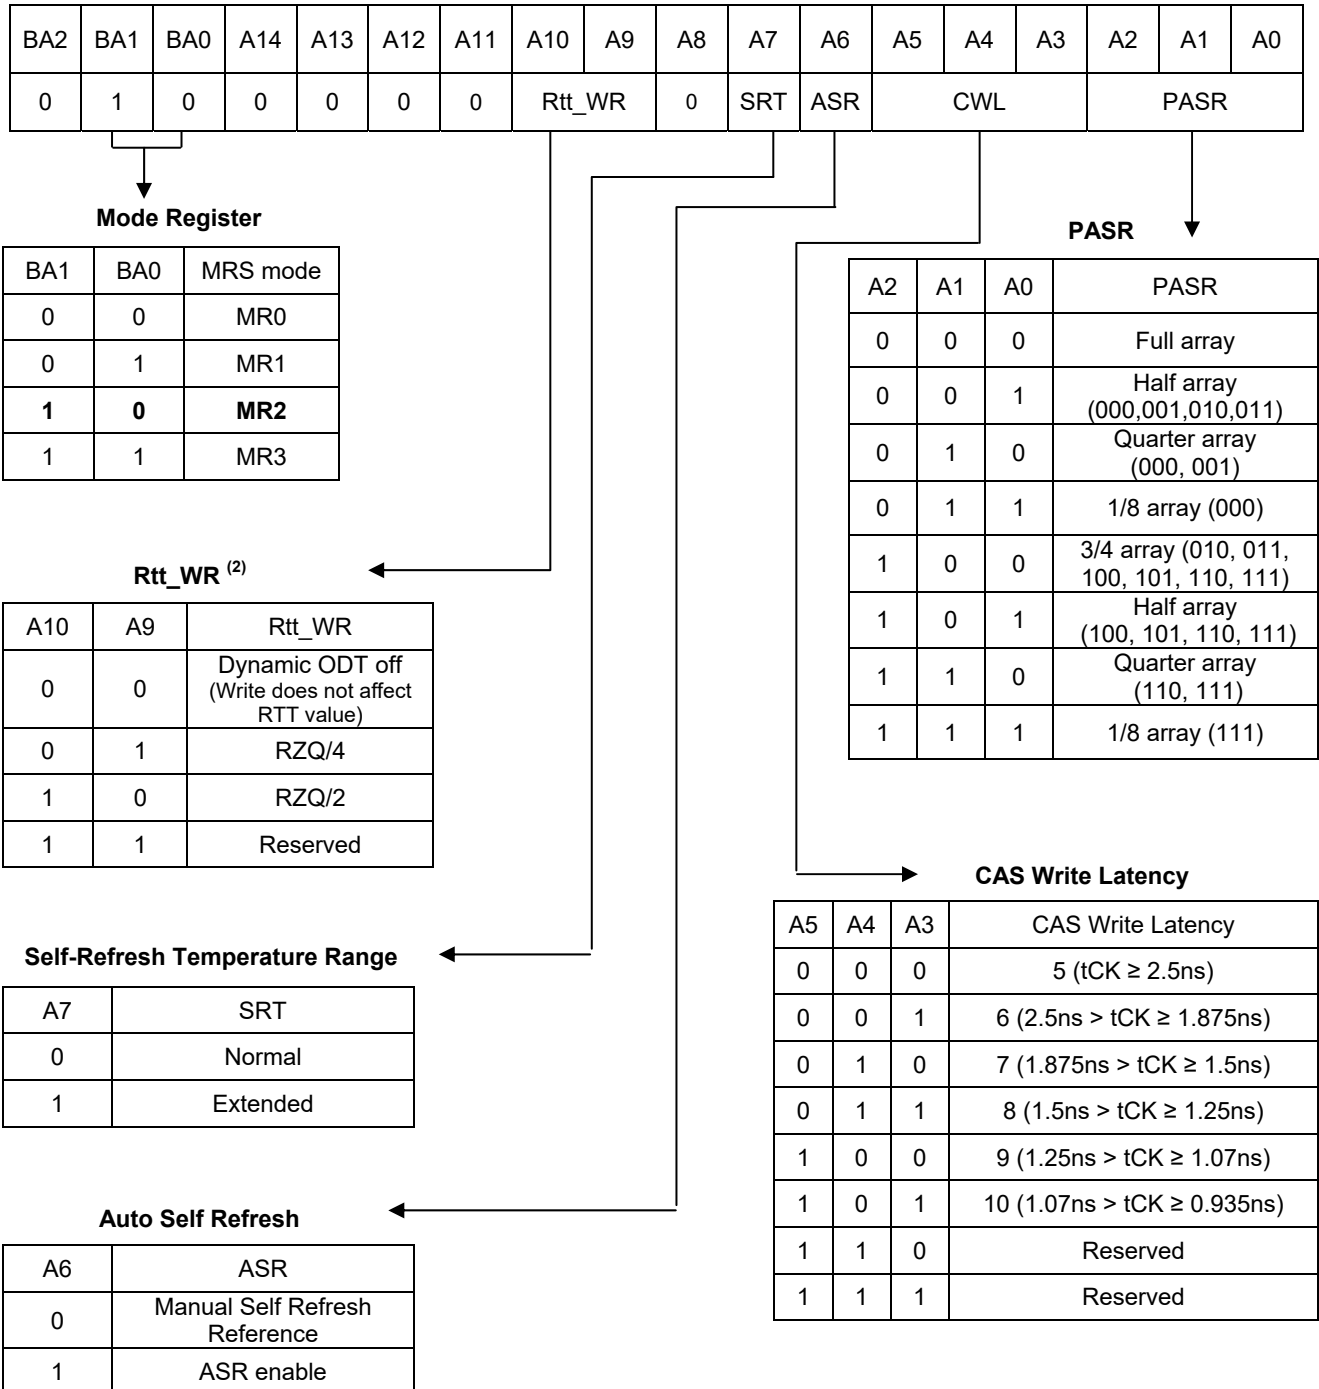 BA2 BA1 BA0 A14 A13 A12 A11 A10 A9 A8 A7 A6 A5 A4 A3 A2 A1 A0
0 1 0 0 0 0 0 Rtt_WR 0 SRT ASR CWL PASR
Mode Register
BA1 BA0 MRS mode
0 0 MR0
0 1 MR1
1 0 MR2
1 1 MR3
PASR
A2 A1 A0 PASR
0 0 0 Full array
0 0 1 Half array
(000,001,010,011)
0 1 0 Quarter array
(000, 001)
0 1 1 1/8 array (000)
1 0 0 3/4 array (010, 011,
100, 101, 110, 111)
1 0 1 Half array
(100, 101, 110, 111)
1 1 0 Quarter array
(110, 111)
1 1 1 1/8 array (111)
Rtt_WR (2)
A10 A9 Rtt_WR
0 0 Dynamic ODT off
(Write does not affect
RTT value)
0 1 RZQ/4
1 0 RZQ/2
1 1 Reserved
CAS Write Latency
A5 A4 A3 CAS Write Latency
0 0 0 5 (tCK ≥ 2.5ns)
0 0 1 6 (2.5ns > tCK ≥ 1.875ns)
0 1 0 7 (1.875ns > tCK ≥ 1.5ns)
0 1 1 8 (1.5ns > tCK ≥ 1.25ns)
1 0 0 9 (1.25ns > tCK ≥ 1.07ns)
1 0 1 10 (1.07ns > tCK ≥ 0.935ns)
1 1 0 Reserved
1 1 1 Reserved
Self-Refresh Temperature Range
A7 SRT
0 Normal
1 Extended
Auto Self Refresh
A6 ASR
0 Manual Self Refresh
Reference
1 ASR enable